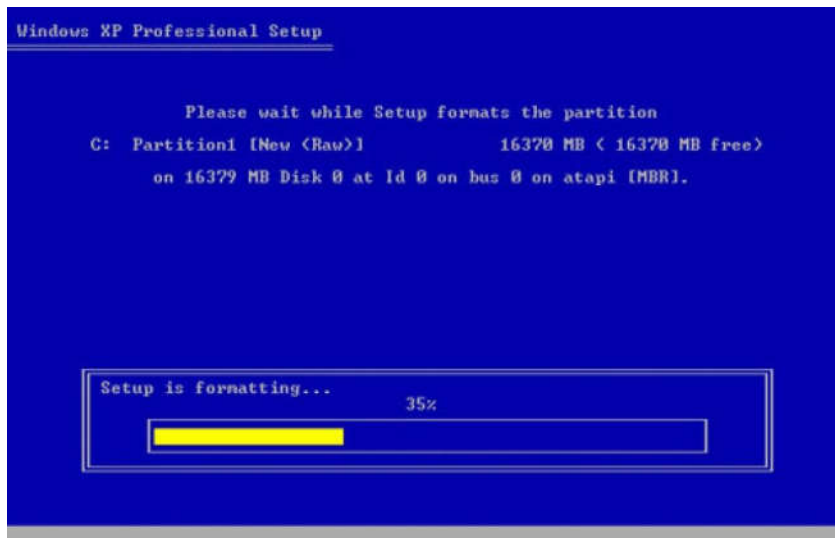 Windows XP Professional Setup
Please wait while Setup formats the partition
C: Partition1 [New (Raw)] 16370 MB ( 16370 MB free)
on 16379 MB Disk 0 at Id 0 on bus 0 on atapi [MBR].
Setup is formatting...
35%